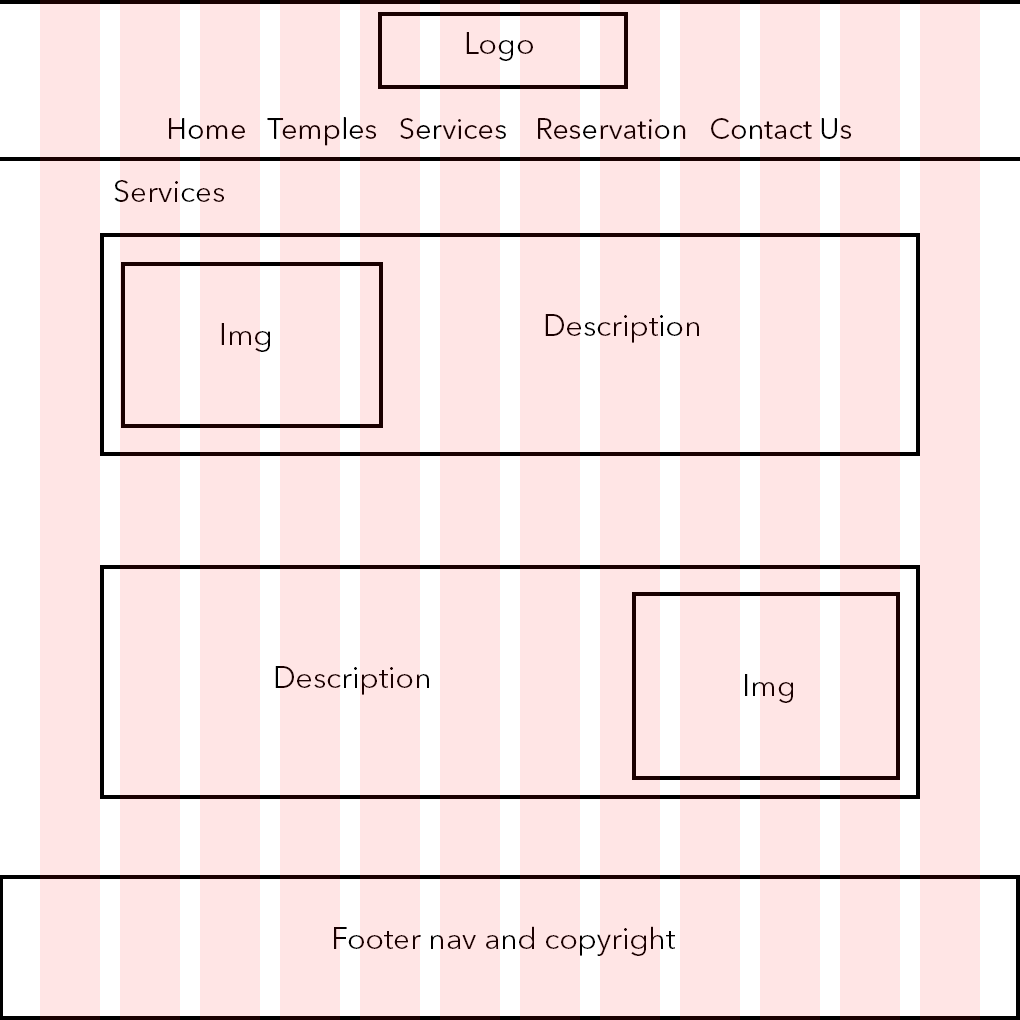 Logo
Home Temples Services Reservation Contact Us
Services
Img
Description
Description
Img
Footer nav and copyright